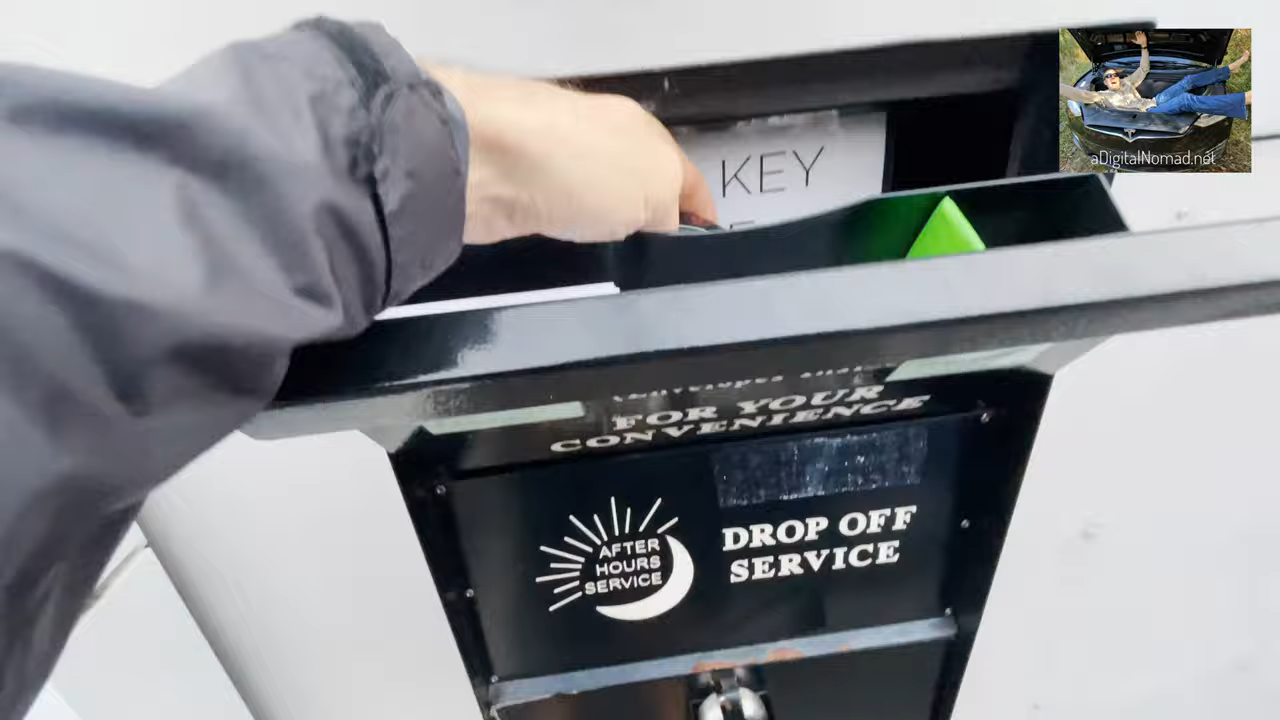 KEY
aDigitalNomad.net
FOR YOUR
CONVENIENCE
AFTER
HOURS
SERVICE
DROP OFF
SERVICE